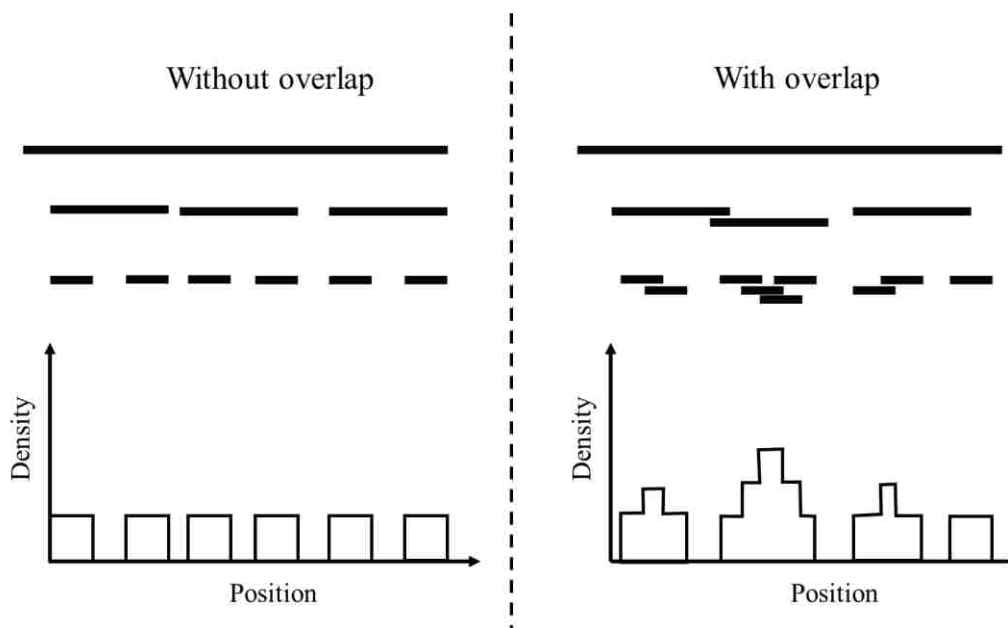 Without overlap
With overlap
Density
Position
Density
Position